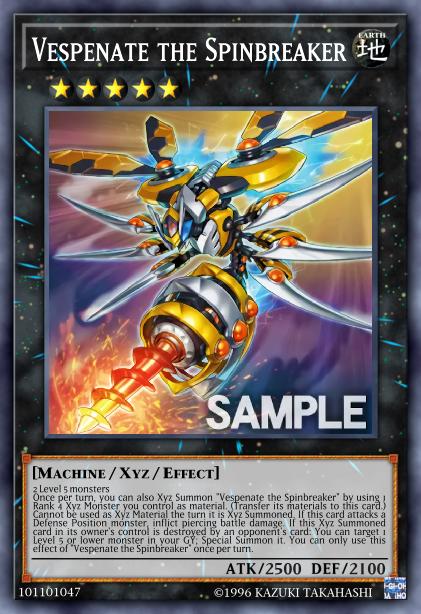 Vespenate the Spinbreaker
EARTH
地
SAMPLE
[Machine / Xyz / Effect]
2 Level 5 monsters
Once per turn, you can also Xyz Summon "Vespenate the Spinbreaker" by using 1
Rank 4 Xyz Monster you control as material. (Transfer its materials to this card.)
Cannot be used as Xyz Material the turn it is Xyz Summoned. If this card attacks a
Defense Position monster, inflict piercing battle damage. If this Xyz Summoned
card in its owner's control is destroyed by an opponent's card: You can target 1
Level 5 or lower monster in your GY; Special Summon it. You can only use this
effect of "Vespenate the Spinbreaker" once per turn.
ATK/2500 DEF/2100
101101047
©1996 KAZUKI TAKAHASHI